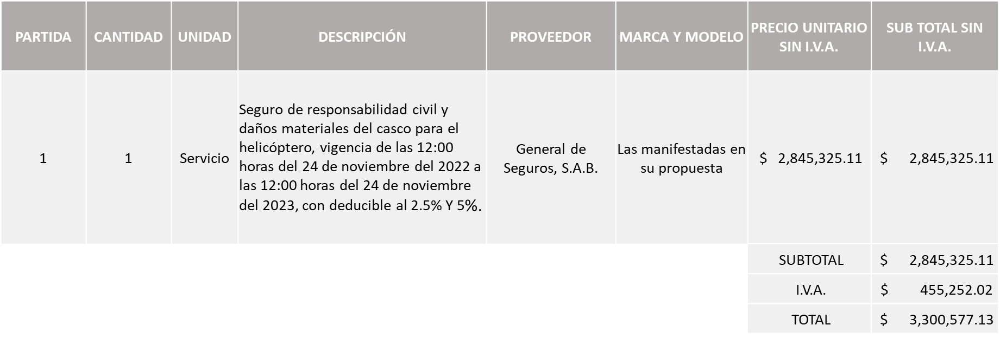 PARTIDA CANTIDAD UNIDAD DESCRIPCIÓN PROVEEDOR MARCA Y MODELO PRECIO UNITARIO SIN I.V.A. SUB TOTAL SIN I.V.A.
1 1 Servicio
Seguro de responsabilidad civil y
daños materiales del casco para el
helicóptero, vigencia de las 12:00
horas del 24 de noviembre del 2022 a
las 12:00 horas del 24 de noviembre
del 2023, con deducible al 2.5% Y 5%.
General de
Seguros, S.A.B.
Las manifestadas en
su propuesta
$ 2,845,325.11 $ 2,845,325.11
SUBTOTAL $ 2,845,325.11
I.V.A. $ 455,252.02
TOTAL $ 3,300,577.13